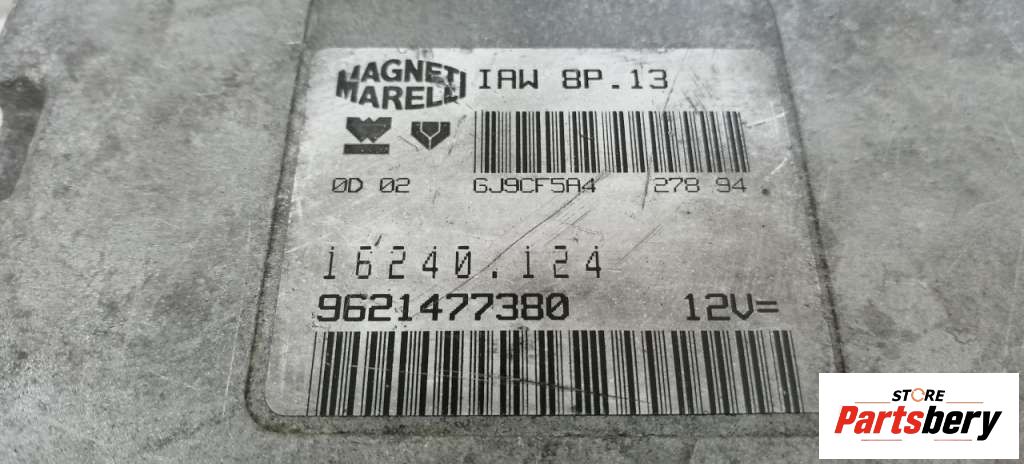 MAGNETI
MARELLI
IAW 8P.13
0D 02 GJ9CF5A4 278 94
16240.124
9621477380 12V=
STORE
Partsbery